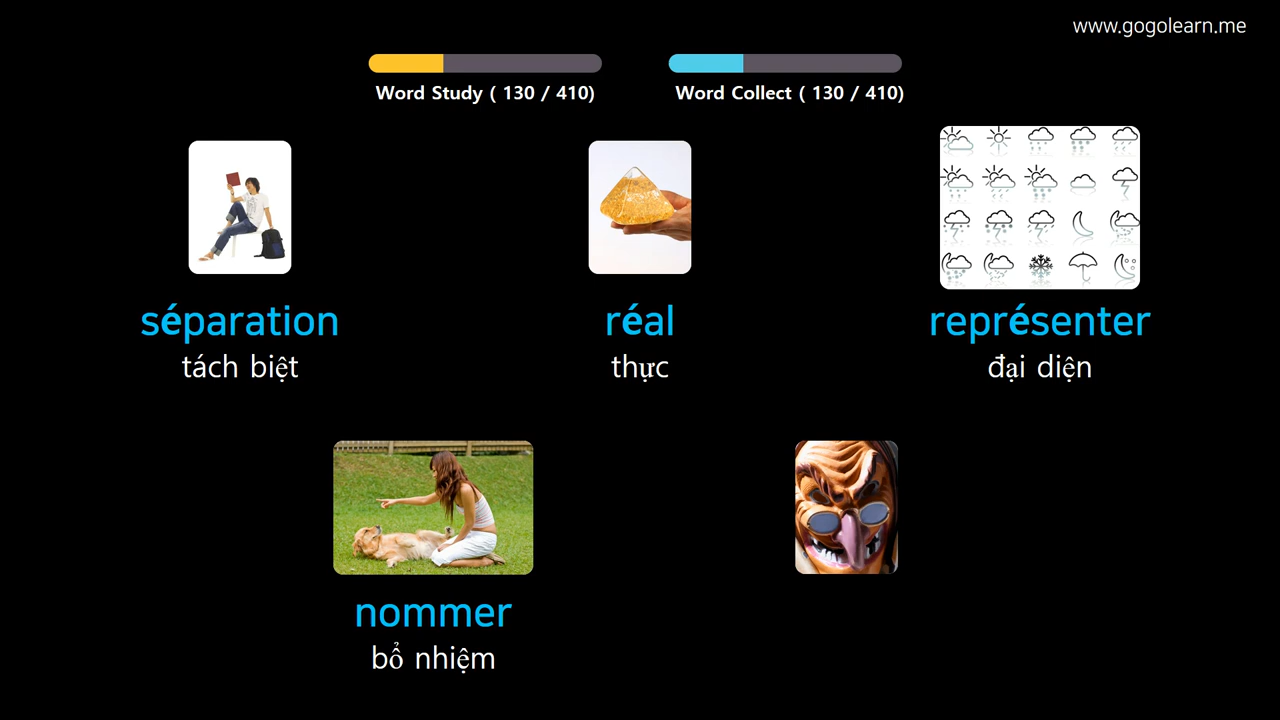 www.gogolearn.me
Word Study ( 130 / 410)
Word Collect ( 130 / 410)
séparation
tách biệt
réal
thực
représenter
đại diện
nommer
bổ nhiệm